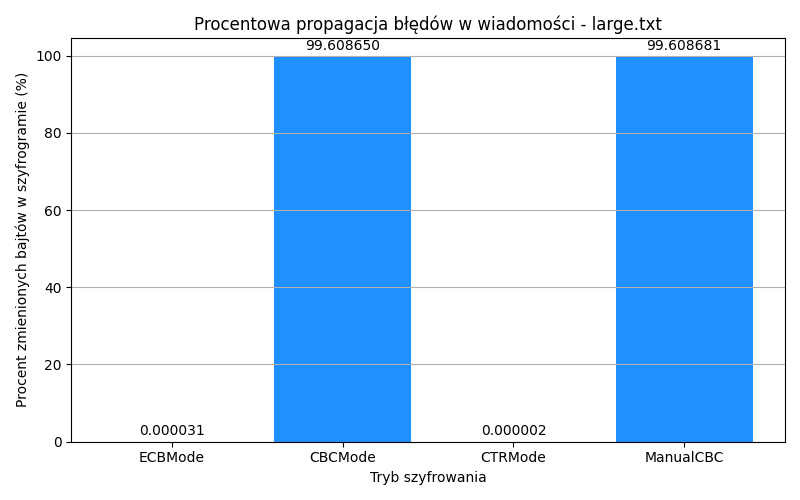 Procentowa propagacja błędów w wiadomości - large.txt
99.608650
99.608681
0.000031
0.000002
100
80
60
40
20
0
Procent zmienionych bajtów w szyfrogramie (%)
ECBMode
CBCMode
CTRMode
ManualCBC
Tryb szyfrowania